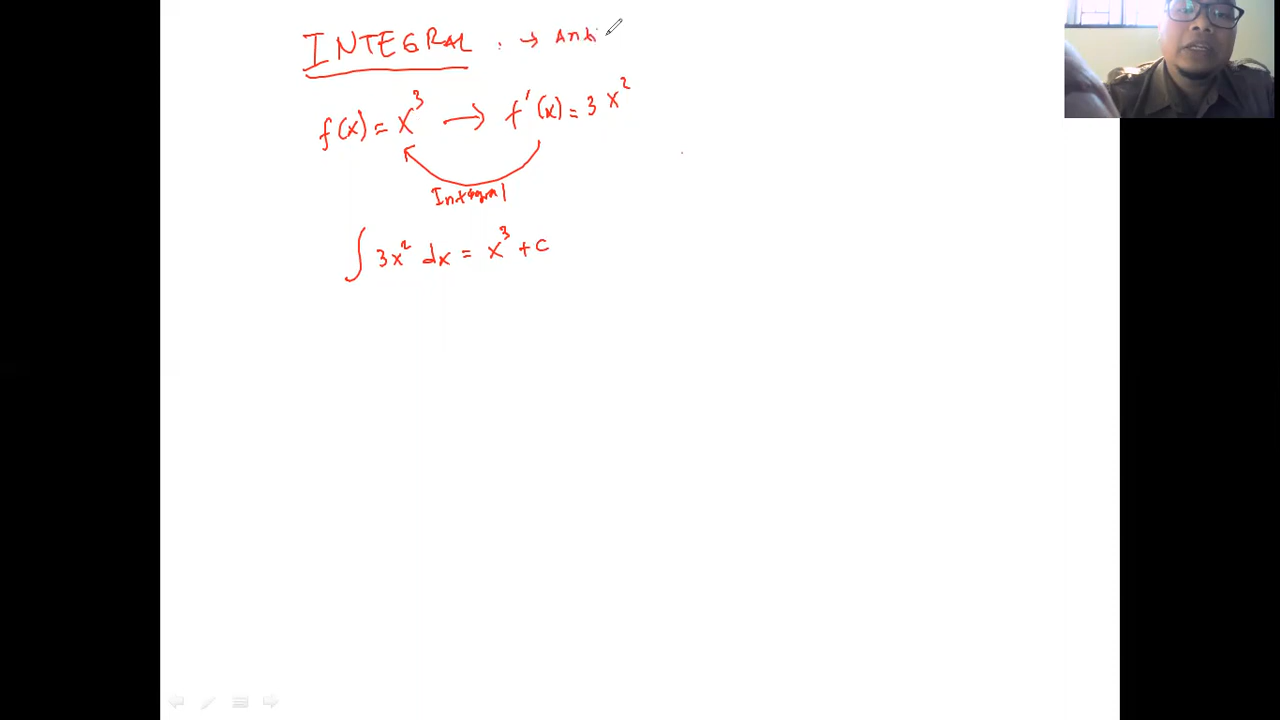 INTEGRAL : → Anti
f(x) = x³ → f'(x) = 3x²
Integral
∫ 3x² dx = x³ + c